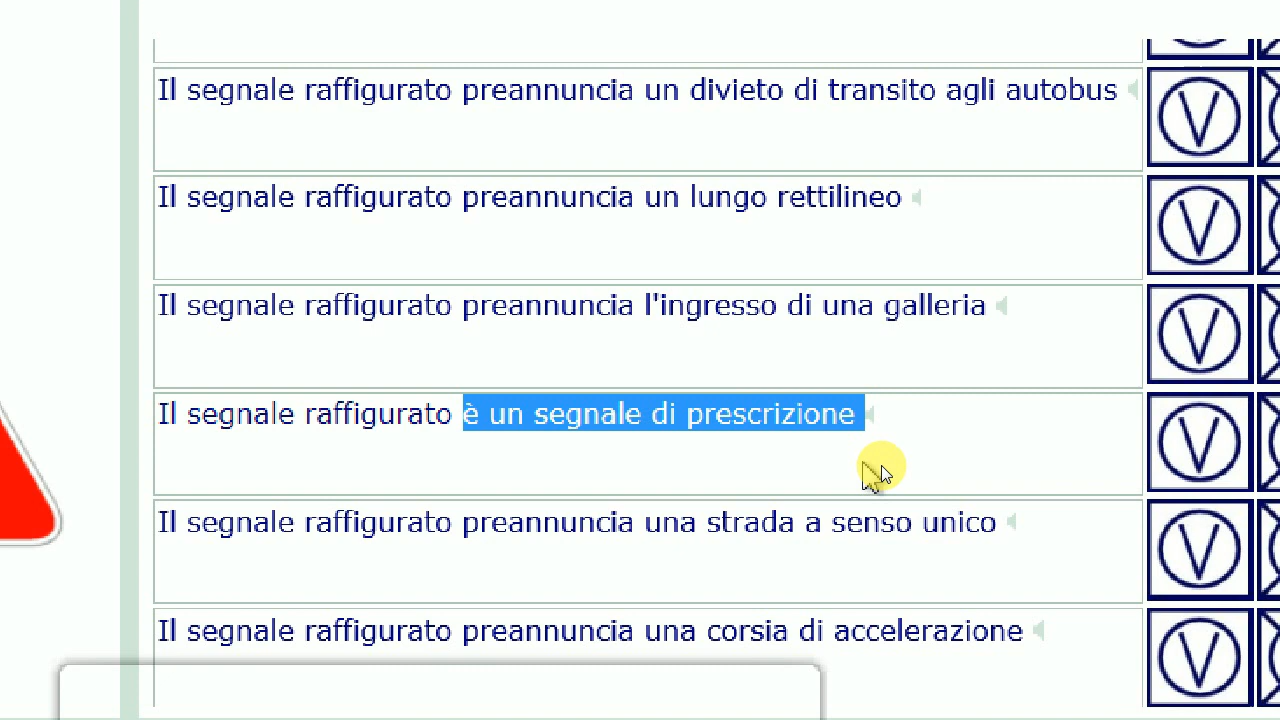 Il segnale raffigurato preannuncia un divieto di transito agli autobus
V
Il segnale raffigurato preannuncia un lungo rettilineo
V
Il segnale raffigurato preannuncia l'ingresso di una galleria
V
Il segnale raffigurato è un segnale di prescrizione
V
Il segnale raffigurato preannuncia una strada a senso unico
V
Il segnale raffigurato preannuncia una corsia di accelerazione
V